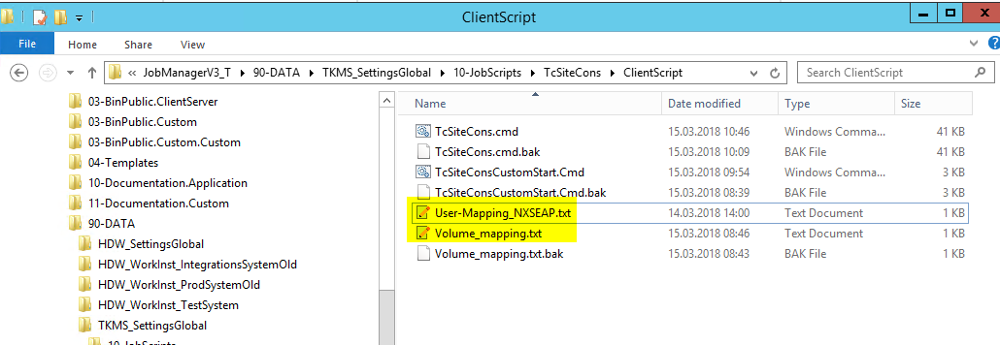 ClientScript
File Home Share View
« JobManagerV3_T 90-DATA TKMS_SettingsGlobal 10-JobScripts TcSiteCons ClientScript Search ClientScript
03-BinPublic.ClientServer
03-BinPublic.Custom
03-BinPublic.Custom.Custom
04-Templates
10-Documentation.Application
11-Documentation.Custom
90-DATA
HDW_SettingsGlobal
HDW_WorkInst_IntegrationsSystemOld
HDW_WorkInst_ProdSystemOld
HDW_WorkInst_TestSystem
TKMS_SettingsGlobal
10-JobScripts
Name Date modified Type Size
TcSiteCons.cmd 15.03.2018 10:46 Windows Comma... 41 KB
TcSiteCons.cmd.bak 15.03.2018 10:09 BAK File 41 KB
TcSiteConsCustomStart.Cmd 15.03.2018 09:54 Windows Comma... 3 KB
TcSiteConsCustomStart.Cmd.bak 15.03.2018 08:39 BAK File 3 KB
User-Mapping_NXSEAP.txt 14.03.2018 14:00 Text Document 1 KB
Volume_mapping.txt 15.03.2018 08:46 Text Document 1 KB
Volume_mapping.txt.bak 15.03.2018 08:43 BAK File 1 KB